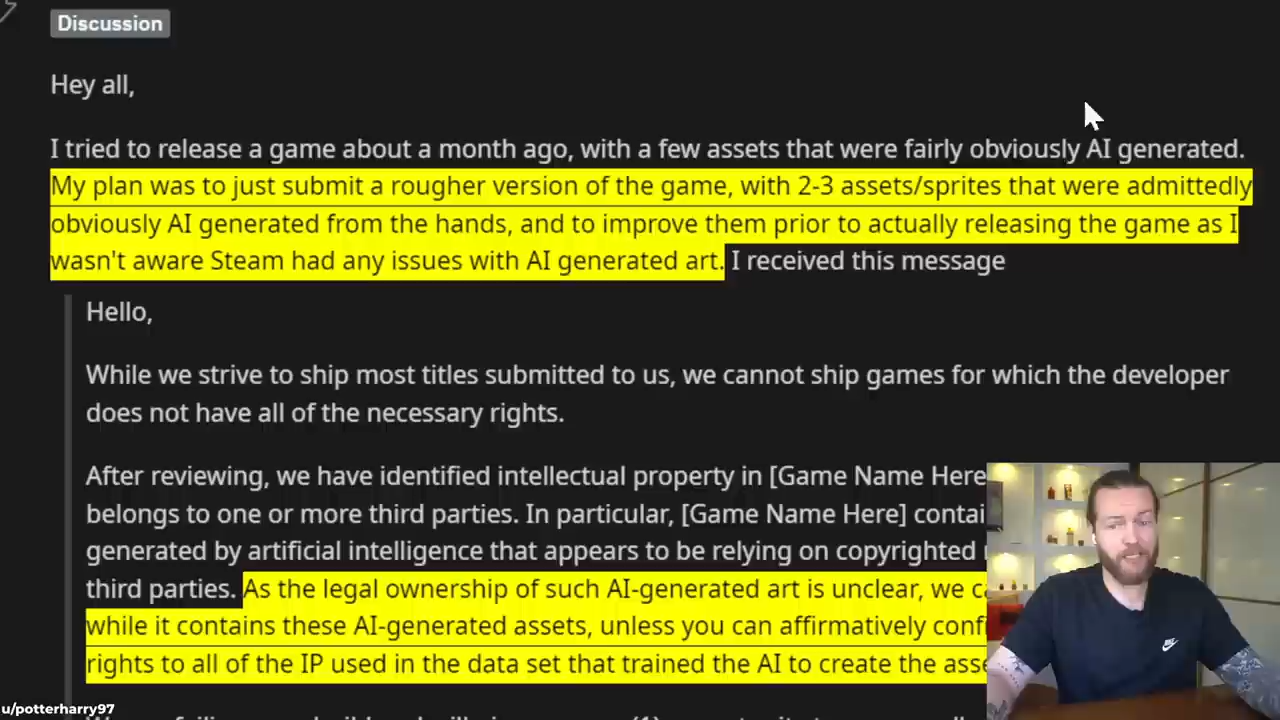 Discussion
Hey all,
I tried to release a game about a month ago, with a few assets that were fairly obviously AI generated.
My plan was to just submit a rougher version of the game, with 2-3 assets/sprites that were admittedly
obviously AI generated from the hands, and to improve them prior to actually releasing the game as I
wasn't aware Steam had any issues with AI generated art. I received this message
Hello,
While we strive to ship most titles submitted to us, we cannot ship games for which the developer
does not have all of the necessary rights.
After reviewing, we have identified intellectual property in [Game Name Here
belongs to one or more third parties. In particular, [Game Name Here] contai
generated by artificial intelligence that appears to be relying on copyrighted
third parties. As the legal ownership of such AI-generated art is unclear, we ca
while it contains these AI-generated assets, unless you can affirmatively confi
rights to all of the IP used in the data set that trained the AI to create the asse
u/potterharry97